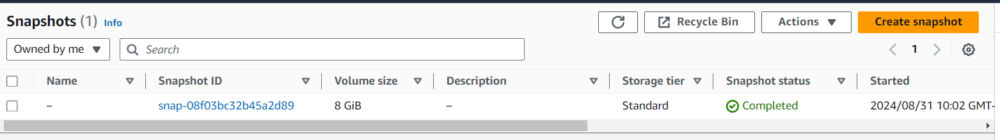 Snapshots (1) Info Recycle Bin Actions Create snapshot
Owned by me Search 1
Name Snapshot ID Volume size Description Storage tier Snapshot status Started
– snap-08f03bc32b45a2d89 8 GiB – Standard Completed 2024/08/31 10:02 GMT-